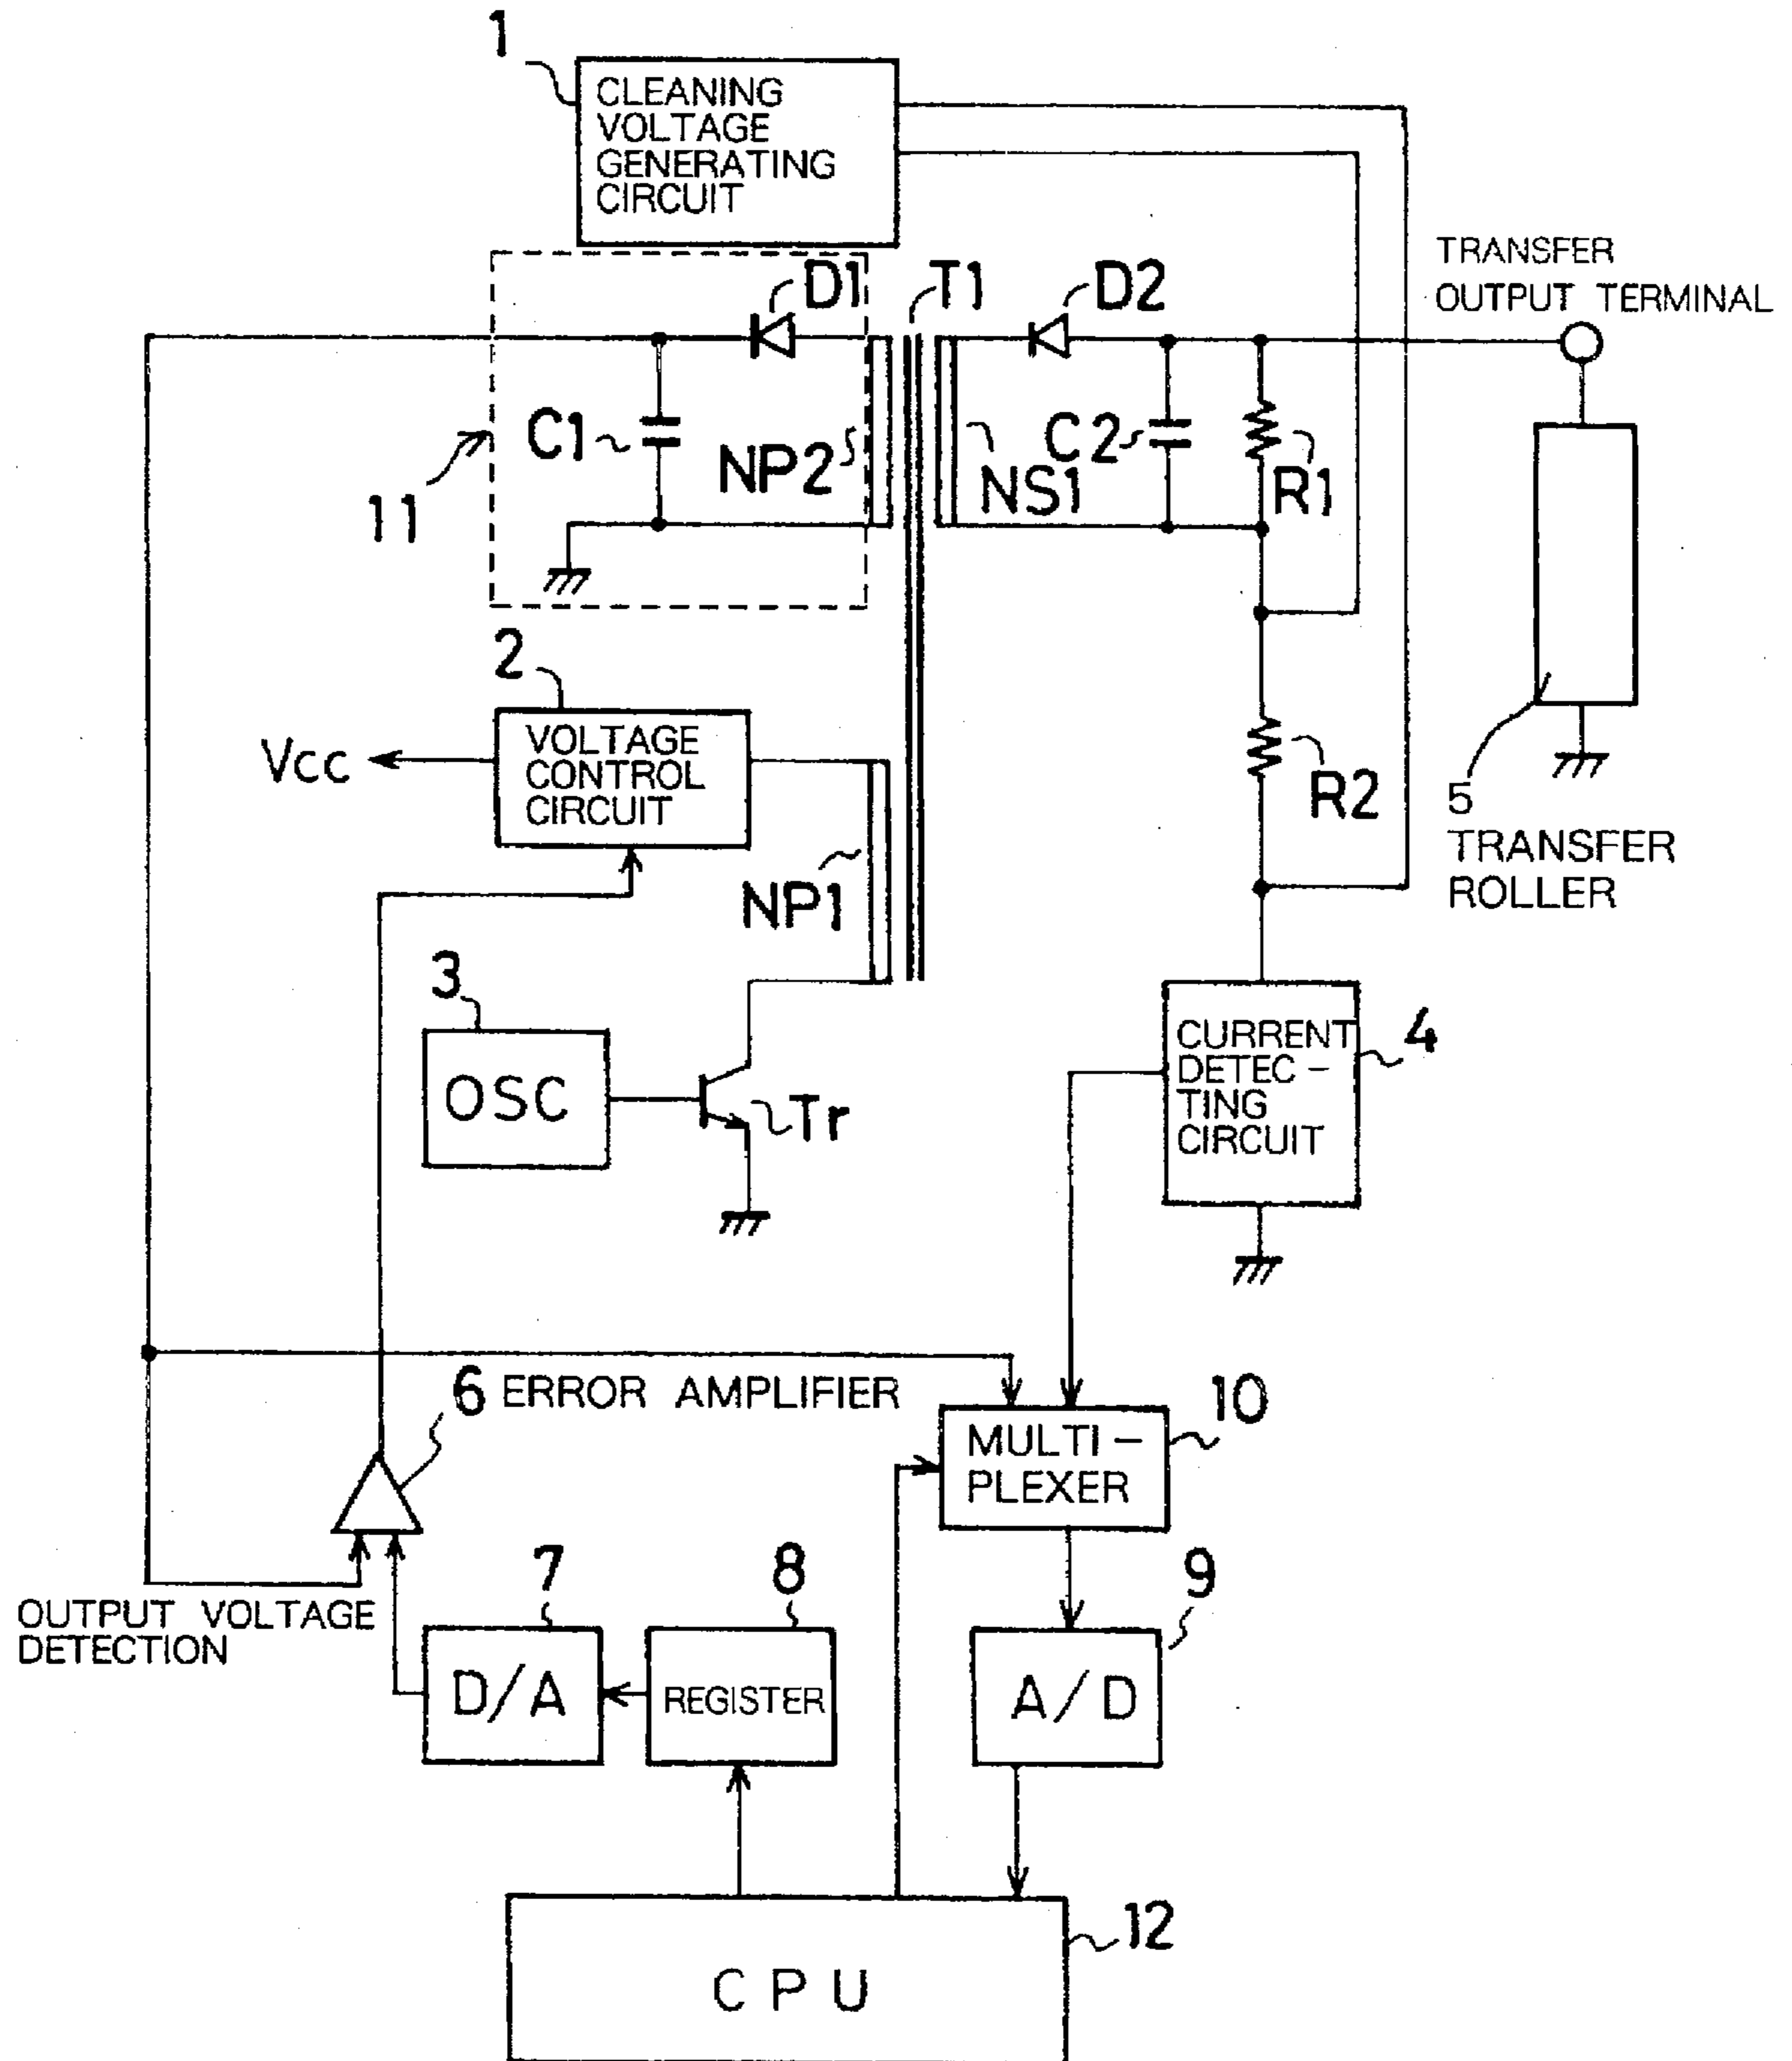 1
CLEANING
VOLTAGE
GENERATING
CIRCUIT
D1
T1
D2
TRANSFER
OUTPUT TERMINAL
C1
NP2
NS1
C2
R1
11
2
VOLTAGE
CONTROL
CIRCUIT
Vcc
NP1
R2
5
TRANSFER
ROLLER
3
OSC
Tr
CURRENT
DETEC-
TING
CIRCUIT
4
6 ERROR AMPLIFIER
MULTI-
PLEXER
10
OUTPUT VOLTAGE
DETECTION
7
D/A
8
REGISTER
9
A/D
CPU
12